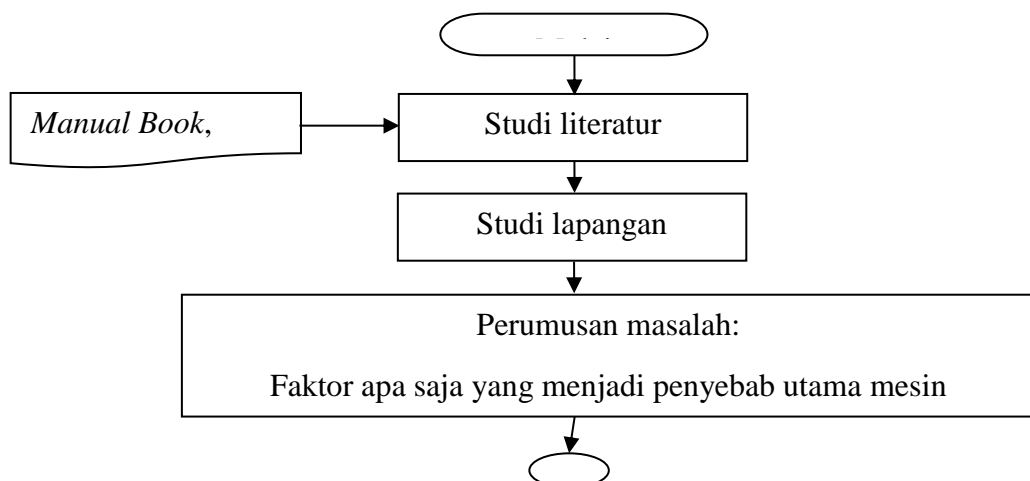 Manual Book,
Studi literatur
Studi lapangan
Perumusan masalah:
Faktor apa saja yang menjadi penyebab utama mesin